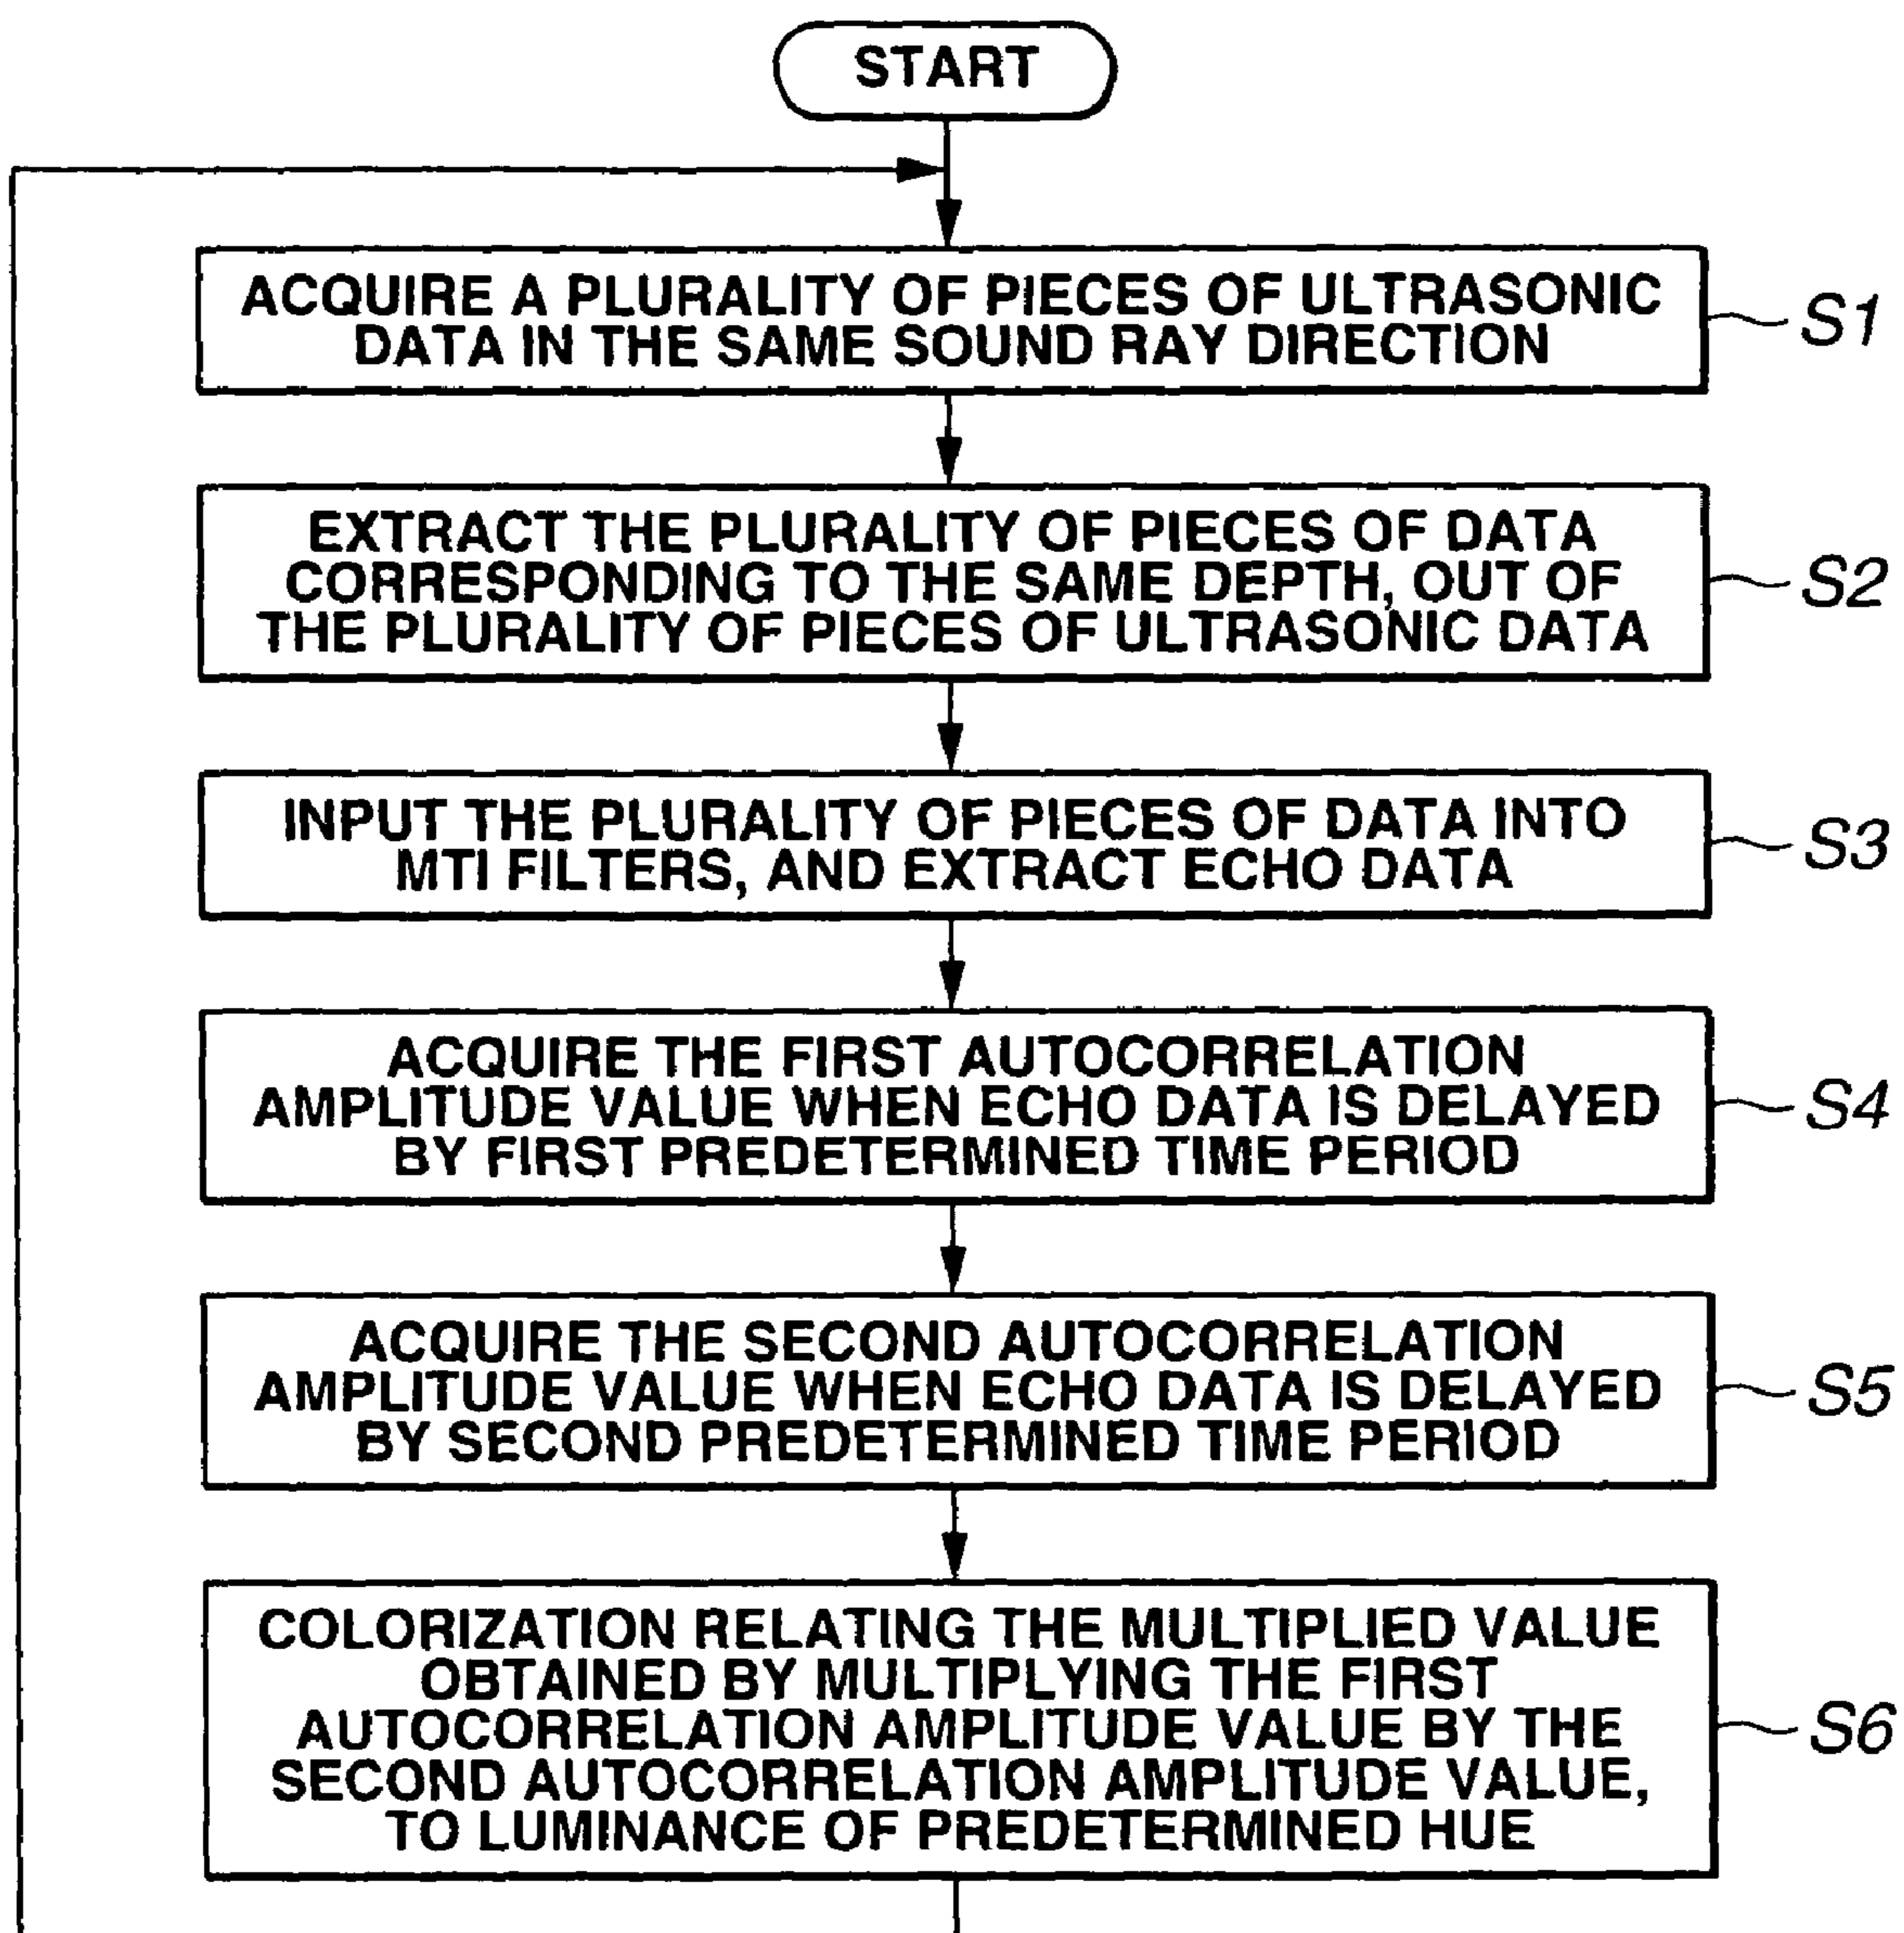 START
ACQUIRE A PLURALITY OF PIECES OF ULTRASONIC
DATA IN THE SAME SOUND RAY DIRECTION
S1
EXTRACT THE PLURALITY OF PIECES OF DATA
CORRESPONDING TO THE SAME DEPTH, OUT OF
THE PLURALITY OF PIECES OF ULTRASONIC DATA
S2
INPUT THE PLURALITY OF PIECES OF DATA INTO
MTI FILTERS, AND EXTRACT ECHO DATA
S3
ACQUIRE THE FIRST AUTOCORRELATION
AMPLITUDE VALUE WHEN ECHO DATA IS DELAYED
BY FIRST PREDETERMINED TIME PERIOD
S4
ACQUIRE THE SECOND AUTOCORRELATION
AMPLITUDE VALUE WHEN ECHO DATA IS DELAYED
BY SECOND PREDETERMINED TIME PERIOD
S5
COLORIZATION RELATING THE MULTIPLIED VALUE
OBTAINED BY MULTIPLYING THE FIRST
AUTOCORRELATION AMPLITUDE VALUE BY THE
SECOND AUTOCORRELATION AMPLITUDE VALUE,
TO LUMINANCE OF PREDETERMINED HUE
S6